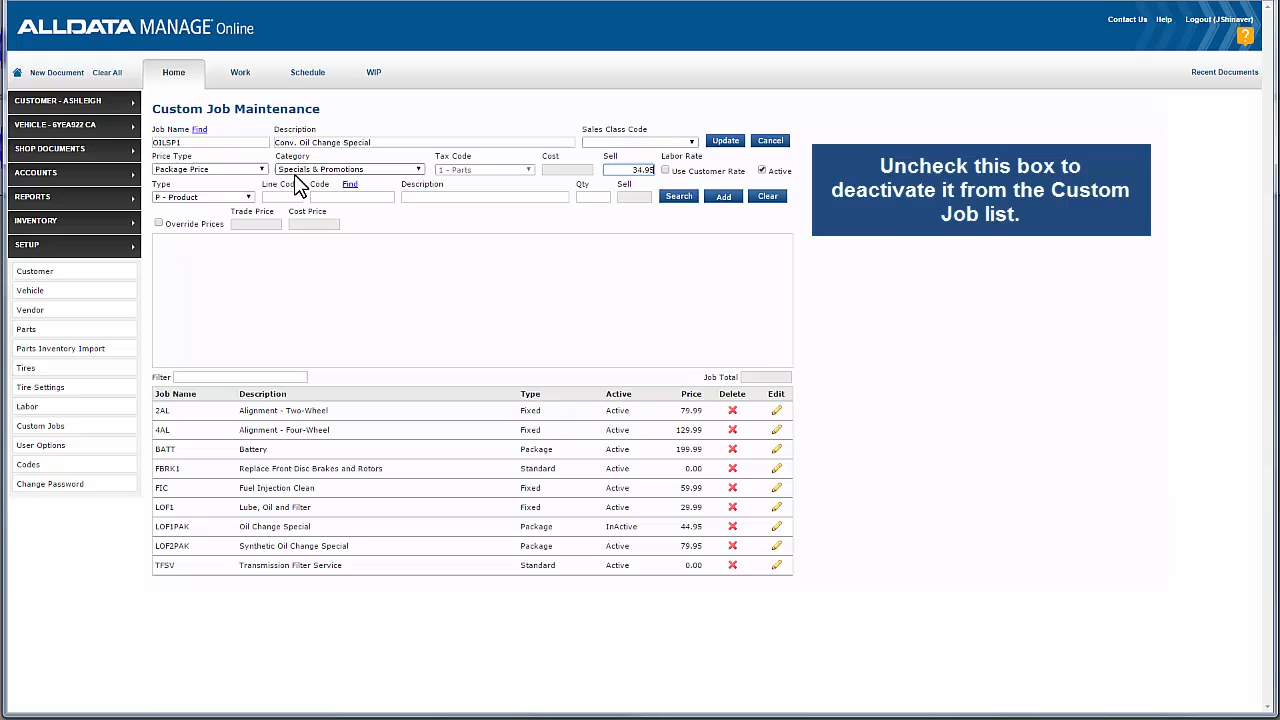 ALLDATA MANAGE Online
Contact Us Help Logout (JShinaver)
?
New Document Clear All Home Work Schedule WIP Recent Documents
CUSTOMER - ASHLEIGH
VEHICLE - 6YEA922 CA
SHOP DOCUMENTS
ACCOUNTS
REPORTS
INVENTORY
SETUP
Customer
Vehicle
Vendor
Parts
Parts Inventory Import
Tires
Tire Settings
Labor
Custom Jobs
User Options
Codes
Change Password
Custom Job Maintenance
Job Name Find Description Sales Class Code
OILSP1 Conv. Oil Change Special Update Cancel
Price Type Category Tax Code Cost Sell Labor Rate
Package Price Specials & Promotions 1 - Parts 34.95 Use Customer Rate Active
Type Line Code Code Find Description Qty Sell
P - Product Search Add Clear
Trade Price Cost Price
Override Prices
Filter Job Total
Job Name Description Type Active Price Delete Edit
2AL Alignment - Two-Wheel Fixed Active 79.99
4AL Alignment - Four-Wheel Fixed Active 129.99
BATT Battery Package Active 199.99
FBRK1 Replace Front Disc Brakes and Rotors Standard Active 0.00
FIC Fuel Injection Clean Fixed Active 59.99
LOF1 Lube, Oil and Filter Fixed Active 29.99
LOF1PAK Oil Change Special Package InActive 44.95
LOF2PAK Synthetic Oil Change Special Package Active 79.95
TFSV Transmission Filter Service Standard Active 0.00
Uncheck this box to
deactivate it from the Custom
Job list.